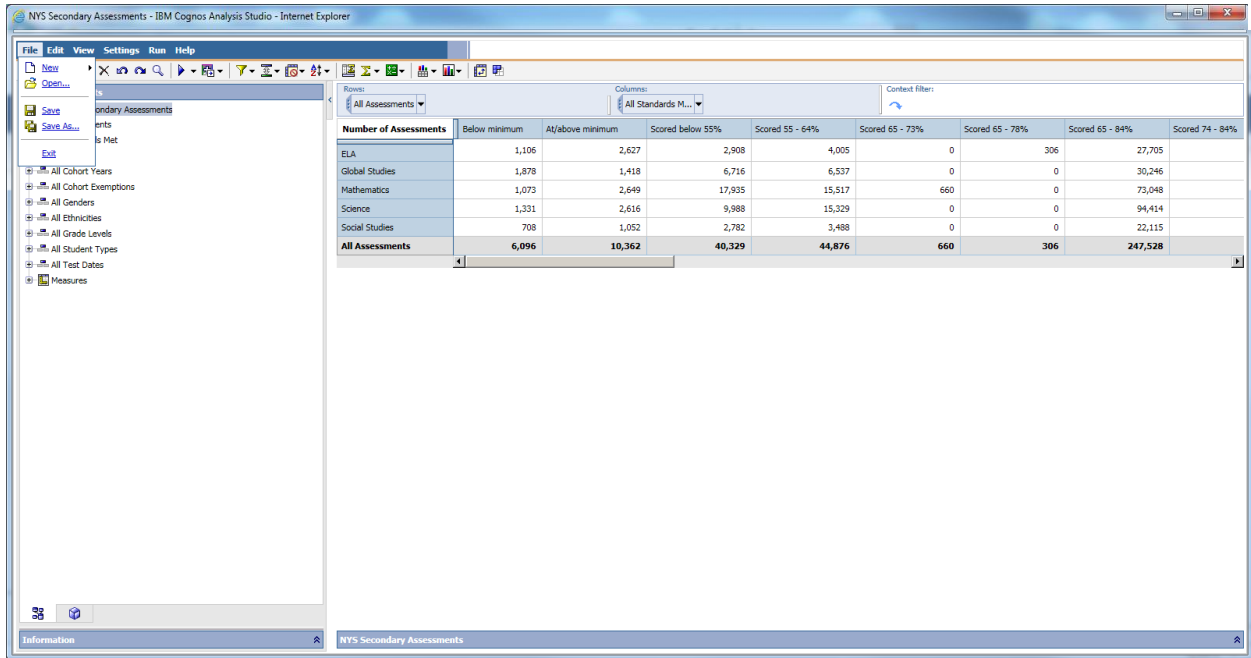 NYS Secondary Assessments - IBM Cognos Analysis Studio - Internet Explorer
File Edit View Settings Run Help
New
Open...
Save
Save As...
Exit
ondary Assessments
ents
ls Met
All Cohort Years
All Cohort Exemptions
All Genders
All Ethnicities
All Grade Levels
All Student Types
All Test Dates
Measures
Rows: Columns: Context filter:
All Assessments All Standards M...
Number of Assessments Below minimum At/above minimum Scored below 55% Scored 55 - 64% Scored 65 - 73% Scored 65 - 78% Scored 65 - 84% Scored 74 - 84%
ELA 1,106 2,627 2,908 4,005 0 306 27,705
Global Studies 1,878 1,418 6,716 6,537 0 0 30,246
Mathematics 1,073 2,649 17,935 15,517 660 0 73,048
Science 1,331 2,616 9,988 15,329 0 0 94,414
Social Studies 708 1,052 2,782 3,488 0 0 22,115
All Assessments 6,096 10,362 40,329 44,876 660 306 247,528
Information NYS Secondary Assessments